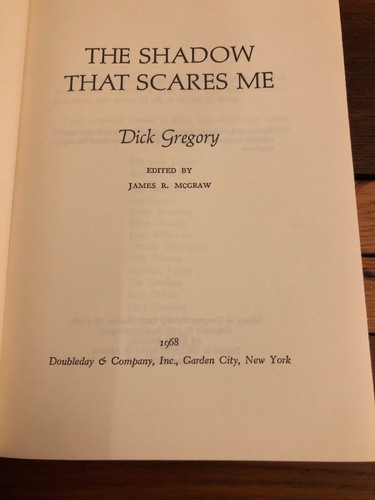 THE SHADOW
THAT SCARES ME
Dick Gregory
EDITED BY
JAMES R. MCGRAW
1968
Doubleday & Company, Inc., Garden City, New York